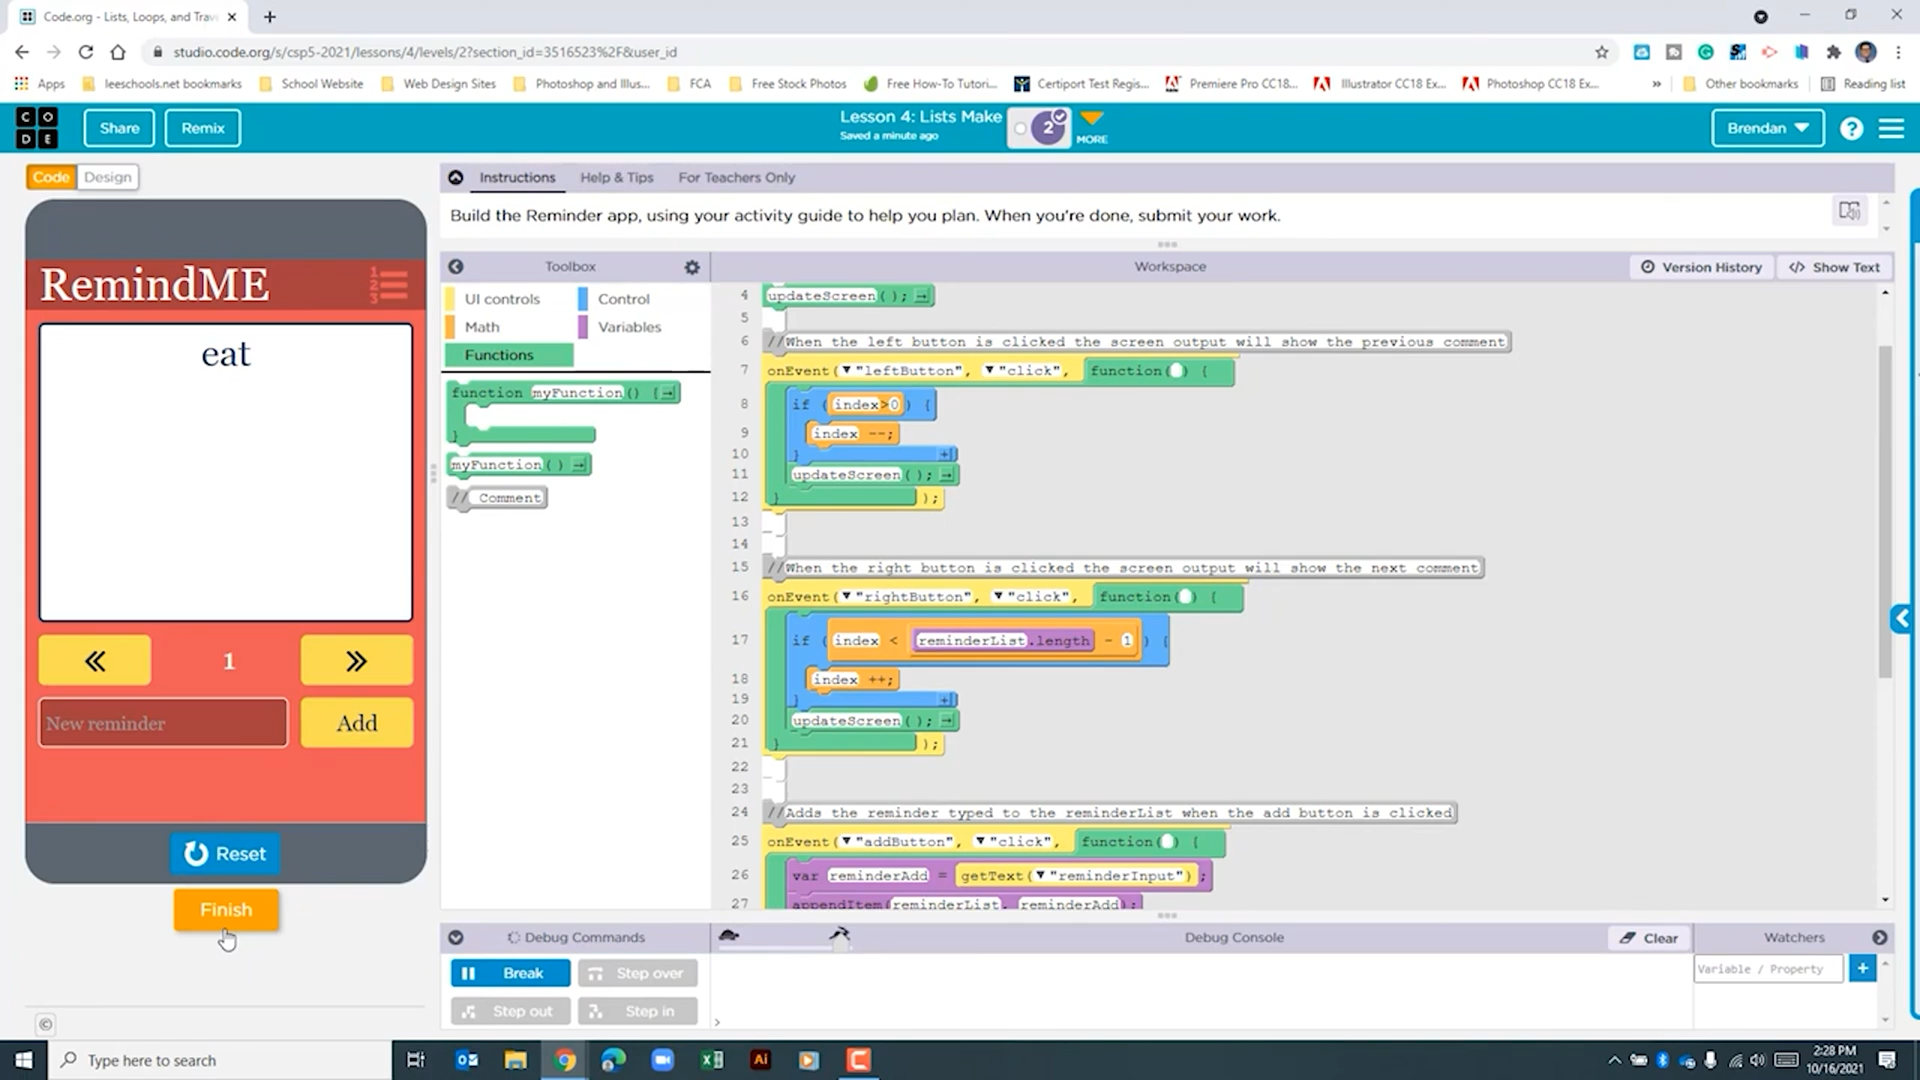 Code.org - Lists, Loops, and Trav
studio.code.org/s/csp5-2021/lessons/4/levels/2?section_id=3516523%2F&user_id
Apps leeschools.net bookmarks School Website Web Design Sites Photoshop and Illus... FCA Free Stock Photos Free How-To Tutori... Certiport Test Regis... Premiere Pro CC18... Illustrator CC18 Ex... Photoshop CC18 Ex... » Other bookmarks Reading list
C O D E
Share
Remix
Lesson 4: Lists Make
Saved a minute ago
2
MORE
Brendan
?
Code Design
Instructions Help & Tips For Teachers Only
Build the Reminder app, using your activity guide to help you plan. When you're done, submit your work.
RemindME
1
2
3
eat
1
New reminder
Add
Reset
Finish
Toolbox
UI controls Control
Math Variables
Functions
function myFunction() {
}
myFunction()
// Comment
Workspace
Version History
</> Show Text
4 updateScreen();
5
6 //When the left button is clicked the screen output will show the previous comment
7 onEvent("leftButton", "click", function() {
8 if (index>0) {
9 index --;
10 }
11 updateScreen();
12 });
13
14
15 //When the right button is clicked the screen output will show the next comment
16 onEvent("rightButton", "click", function() {
17 if (index < reminderList.length - 1) {
18 index ++;
19 }
20 updateScreen();
21 });
22
23
24 //Adds the reminder typed to the reminderList when the add button is clicked
25 onEvent("addButton", "click", function() {
26 var reminderAdd = getText("reminderInput");
27 appendItem(reminderList, reminderAdd);
Debug Commands
Break
Step over
Step out
Step in
Debug Console
Clear
Watchers
Variable / Property
+
>
©
Type here to search
Ai
2:28 PM
10/16/2021